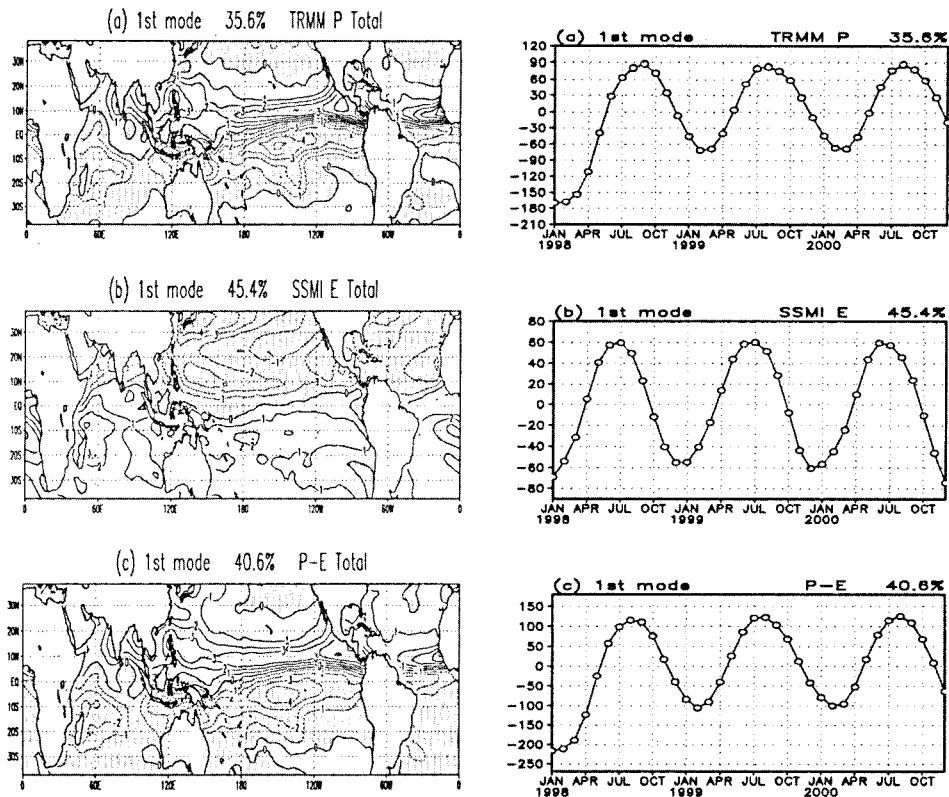 (a) 1st mode 35.6% TRMM P Total
30N
20N
10N
EQ
10S
20S
30S
0 60E 120E 180 120W 60W 0
(a) 1st mode TRMM P 35.6%
120
90
60
30
0
-30
-60
-90
-120
-150
-180
-210
JAN APR JUL OCT JAN APR JUL OCT JAN APR JUL OCT
1998 1999 2000
(b) 1st mode 45.4% SSMI E Total
30N
20N
10N
EQ
10S
20S
30S
0 60E 120E 180 120W 60W 0
(b) 1st mode SSMI E 45.4%
80
60
40
20
0
-20
-40
-60
-80
JAN APR JUL OCT JAN APR JUL OCT JAN APR JUL OCT
1998 1999 2000
(c) 1st mode 40.6% P-E Total
30N
20N
10N
EQ
10S
20S
30S
0 60E 120E 180 120W 60W 0
(c) 1st mode P-E 40.6%
150
100
50
0
-50
-100
-150
-200
-250
JAN APR JUL OCT JAN APR JUL OCT JAN APR JUL OCT
1998 1999 2000